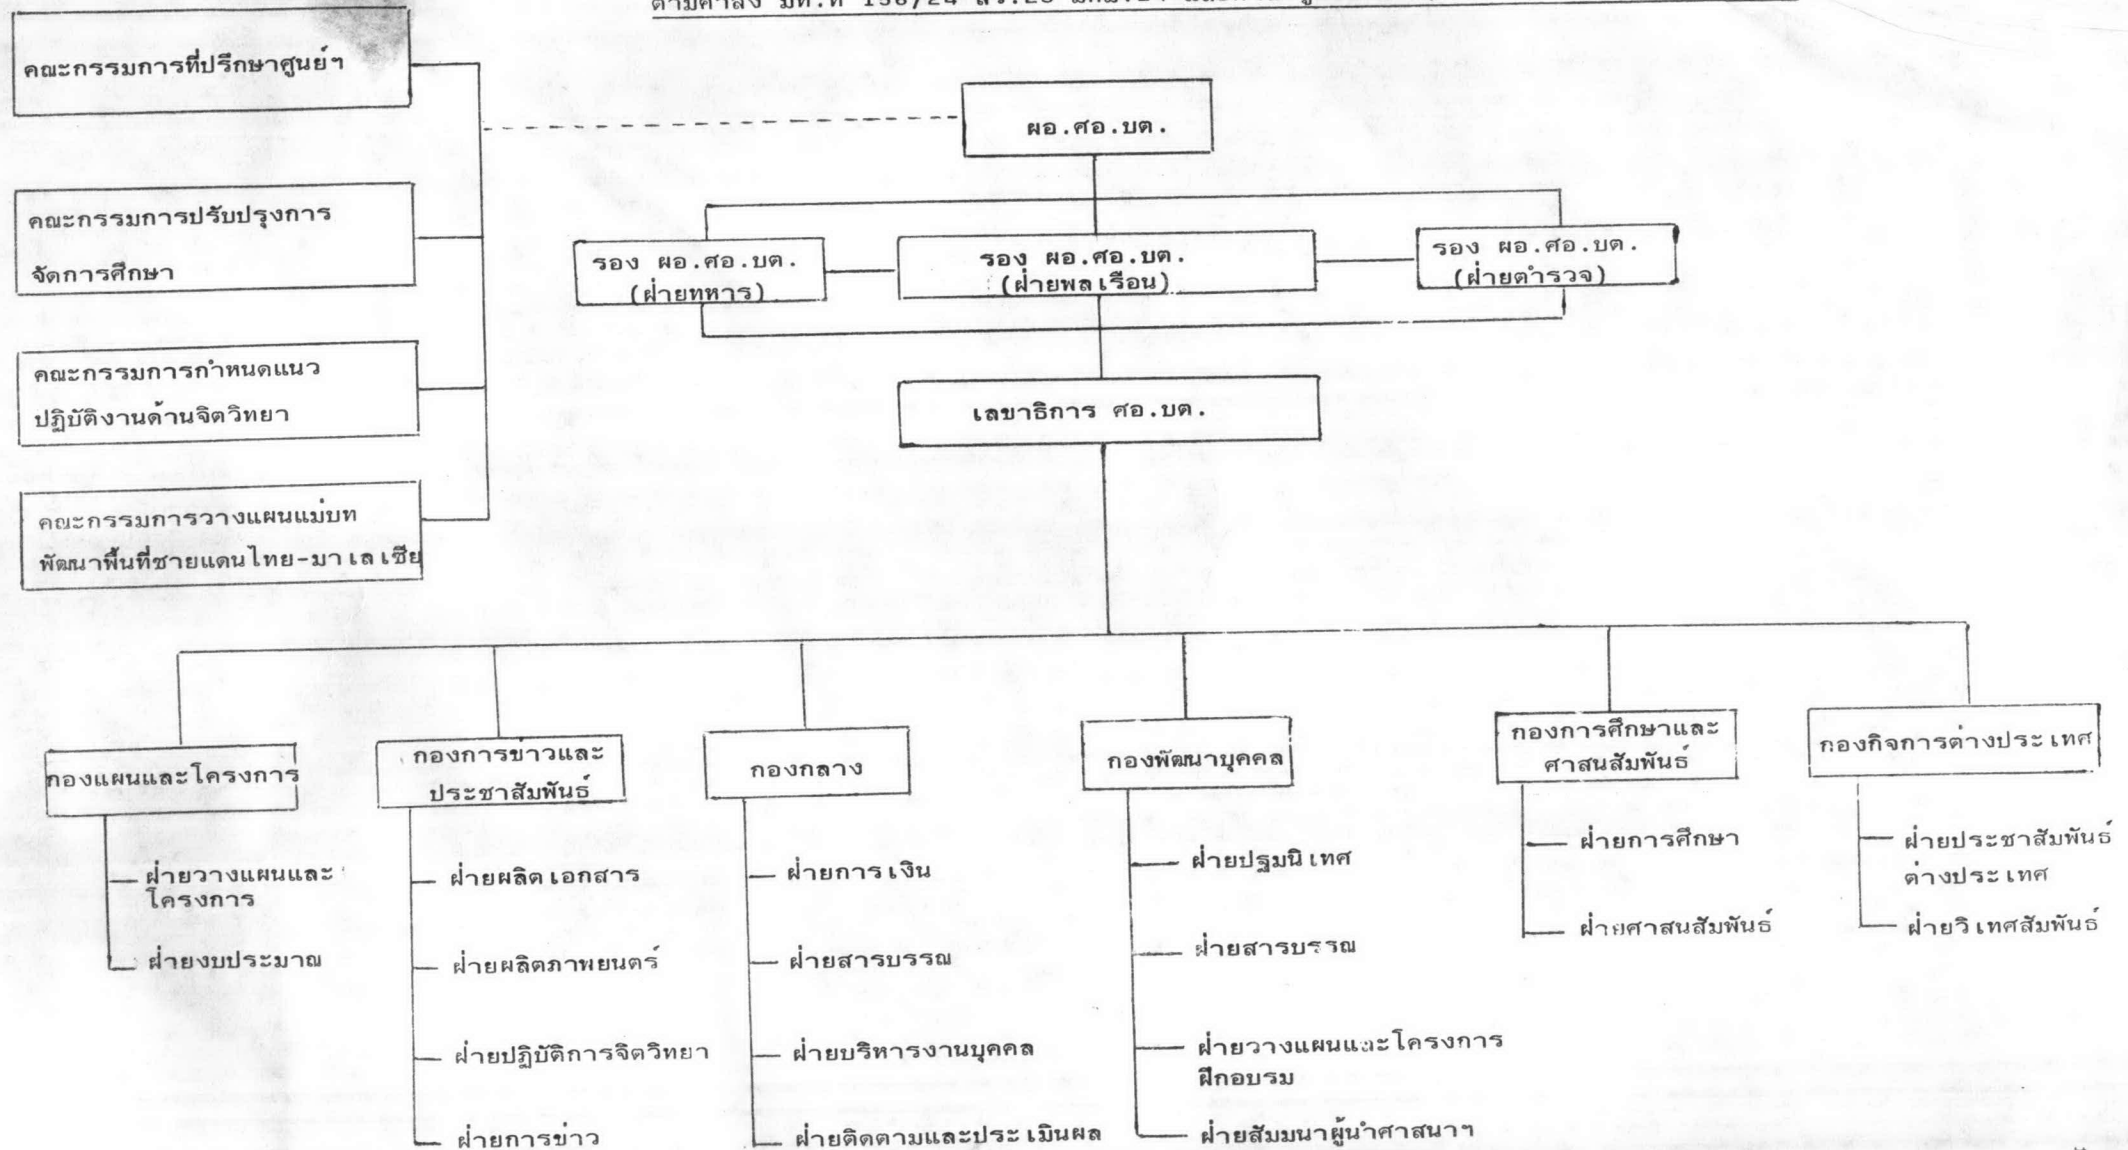 คณะกรรมการที่ปรึกษาศูนย์ฯ
ผอ.ศอ.บต.
คณะกรรมการปรับปรุงการ
จัดการศึกษา
รอง ผอ.ศอ.บต.
(ฝ่ายทหาร)
รอง ผอ.ศอ.บต.
(ฝ่ายพลเรือน)
รอง ผอ.ศอ.บต.
(ฝ่ายตำรวจ)
คณะกรรมการกำหนดแนว
ปฏิบัติงานด้านจิตวิทยา
เลขาธิการ ศอ.บต.
คณะกรรมการวางแผนแม่บท
พัฒนาพื้นที่ชายแดนไทย-มาเลเซีย
กองแผนและโครงการ
ฝ่ายวางแผนและ
โครงการ
ฝ่ายงบประมาณ
กองการข่าวและ
ประชาสัมพันธ์
ฝ่ายผลิตเอกสาร
ฝ่ายผลิตภาพยนตร์
ฝ่ายปฏิบัติการจิตวิทยา
ฝ่ายการข่าว
กองกลาง
ฝ่ายการเงิน
ฝ่ายสารบรรณ
ฝ่ายบริหารงานบุคคล
ฝ่ายติดตามและประเมินผล
กองพัฒนาบุคคล
ฝ่ายปฐมนิเทศ
ฝ่ายสารบรรณ
ฝ่ายวางแผนและโครงการ
ฝึกอบรม
ฝ่ายสัมมนาผู้นำศาสนาฯ
กองการศึกษาและ
ศาสนสัมพันธ์
ฝ่ายการศึกษา
ฝ่ายศาสนสัมพันธ์
กองกิจการต่างประเทศ
ฝ่ายประชาสัมพันธ์
ต่างประเทศ
ฝ่ายวิเทศสัมพันธ์